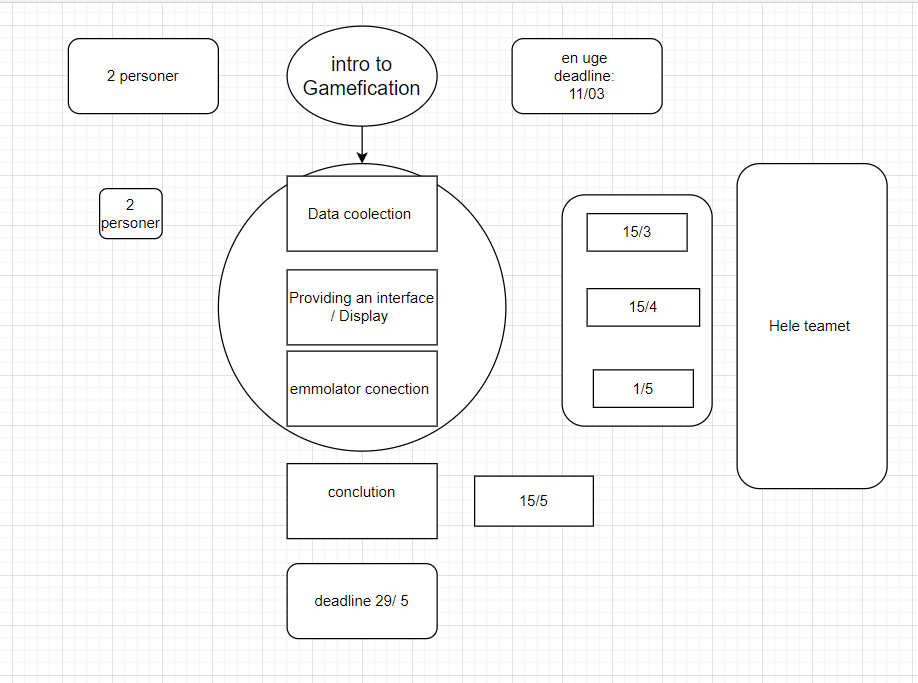 2 personer
intro to
Gamefication
en uge
deadline:
11/03
2
personer
Data coolection
15/3
Providing an interface
/ Display
15/4
Hele teamet
emmolator conection
1/5
conclution
15/5
deadline 29/ 5